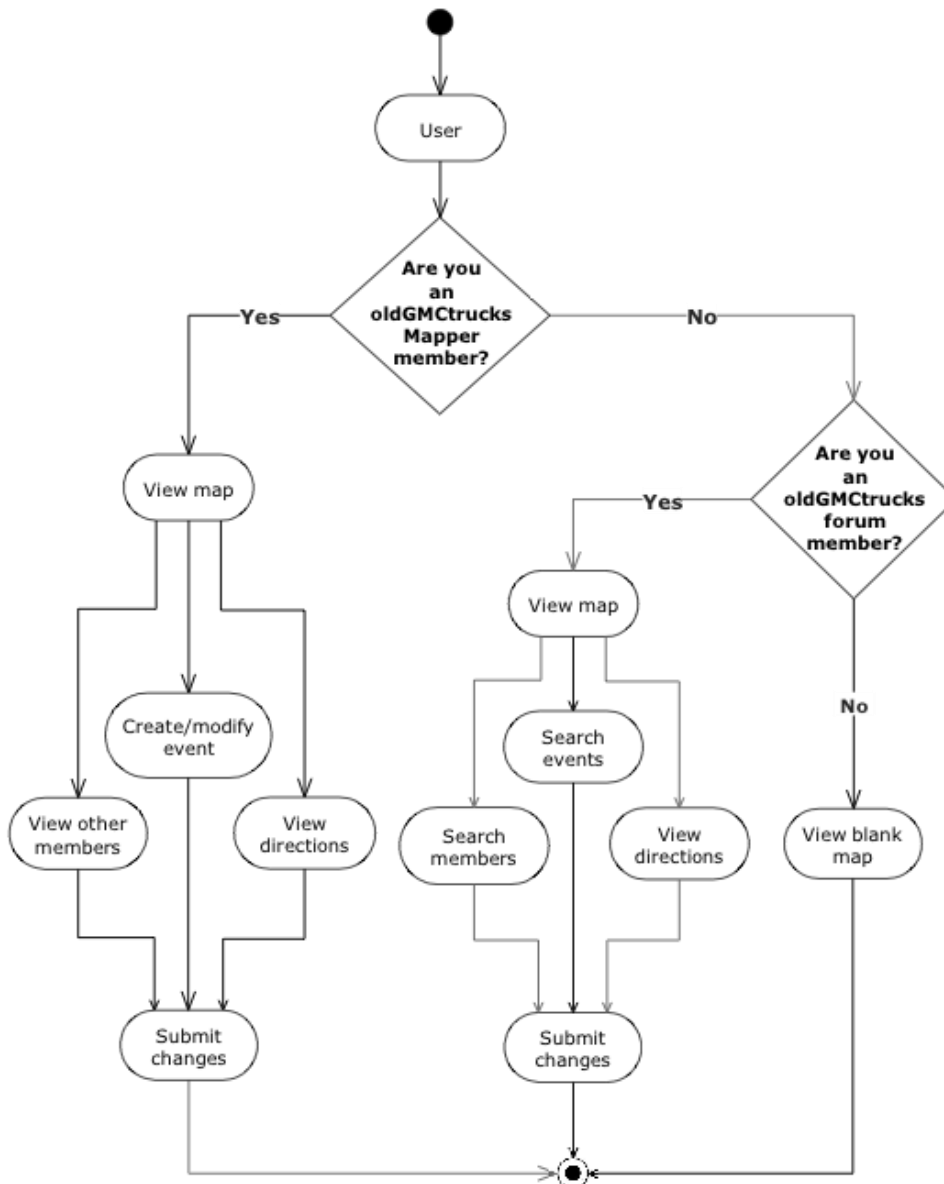 User
Are you
an
oldGMCtrucks
Mapper
member?
Yes
No
Are you
an
oldGMCtrucks
forum
member?
View map
Yes
View map
No
Create/modify
event
Search
events
View other
members
View
directions
Search
members
View
directions
View blank
map
Submit
changes
Submit
changes